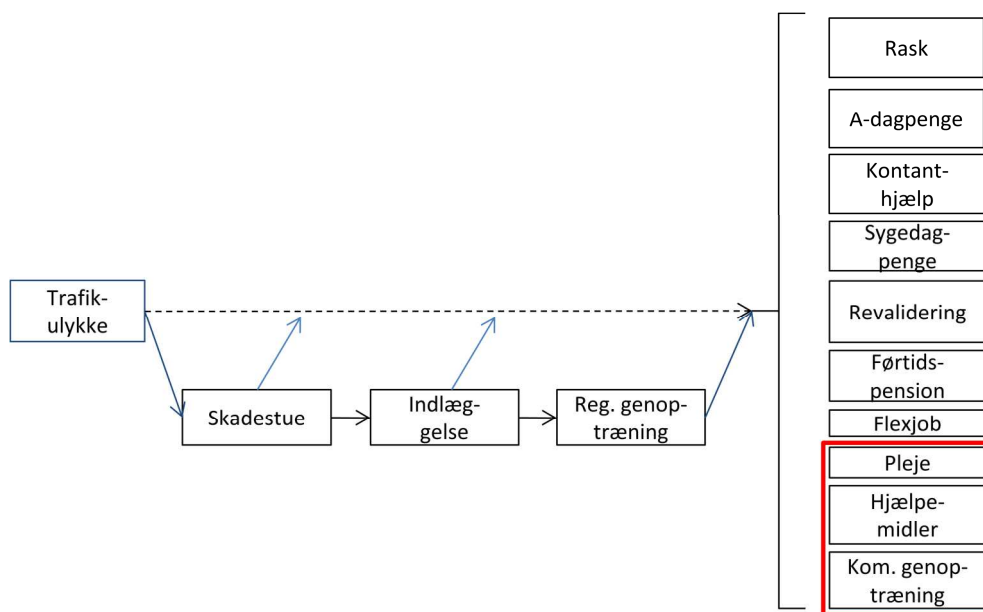 Trafik-
ulykke
Skadestue
Indlæg-
gelse
Reg. genop-
træning
Rask
A-dagpenge
Kontant-
hjælp
Sygedag-
penge
Revalidering
Førtids-
pension
Flexjob
Pleje
Hjælpe-
midler
Kom. genop-
træning